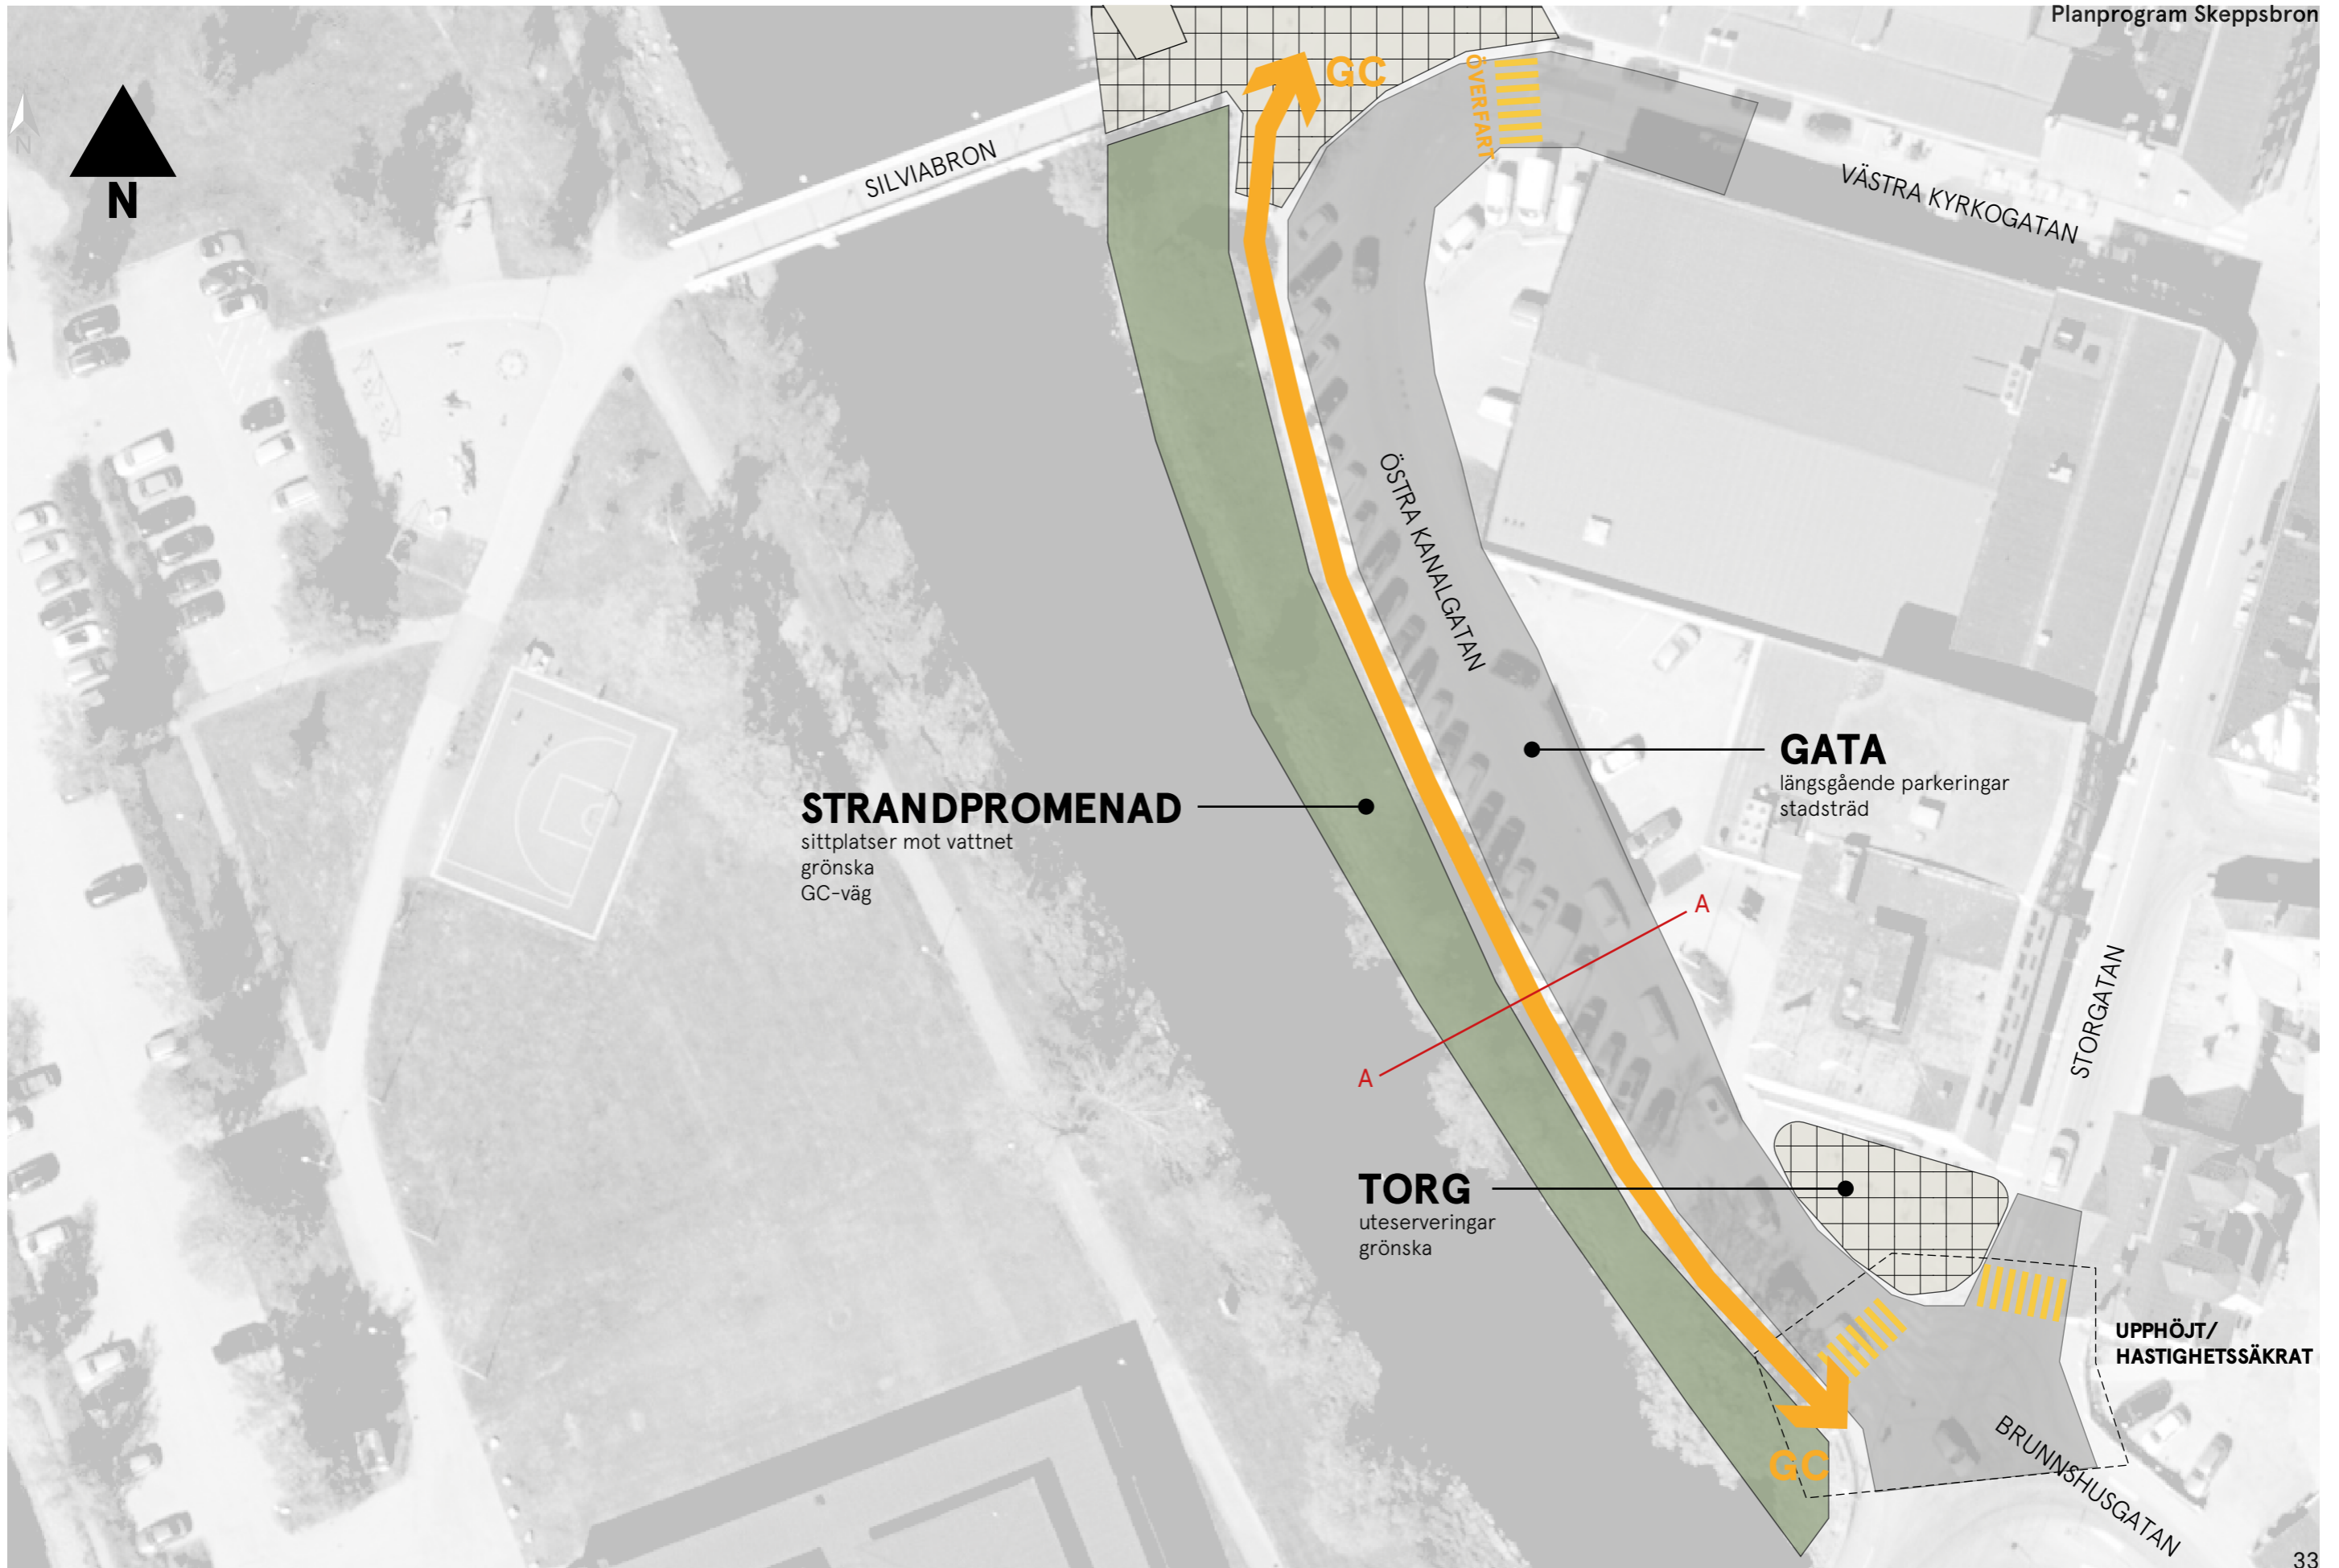 Planprogram Skeppsbron
GC
ÖVERFART
N
N
SILVIABRON
VÄSTRA KYRKOGATAN
ÖSTRA KANALGATAN
GATA
längsgående parkeringar
stadsträd
STRANDPROMENAD
sittplatser mot vattnet
grönska
GC-väg
A
A
STORGATAN
TORG
uteserveringar
grönska
UPPHÖJT/
HASTIGHETSSÄKRAT
GC
BRUNNSHUSGATAN
33